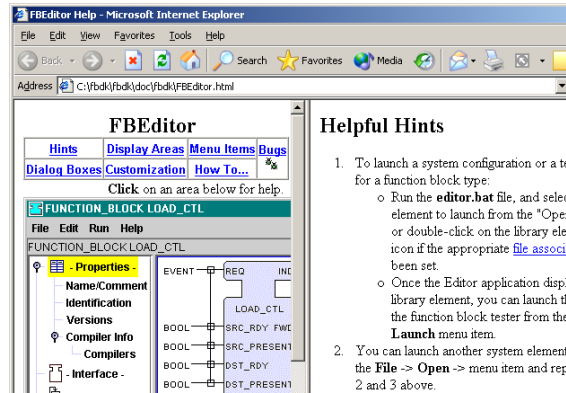 FBEditor Help - Microsoft Internet Explorer
File Edit View Favorites Tools Help
Back Search Favorites Media
Address C:\fbdk\fbdk\doc\fbdk\FBEditor.html
FBEditor
Hints Display Areas Menu Items Bugs
Dialog Boxes Customization How To...
Click on an area below for help.
FUNCTION_BLOCK LOAD_CTL
File Edit Run Help
FUNCTION_BLOCK LOAD_CTL
- Properties -
Name/Comment
Identification
Versions
Compiler Info
Compilers
- Interface -
EVENT REQ IND
LOAD_CTL
BOOL SRC_RDY FWD
BOOL SRC_PRESENT
BOOL DST_RDY
BOOL DST_PRESENT
Helpful Hints
1. To launch a system configuration or a te
for a function block type:
Run the editor.bat file, and selec
element to launch from the "Oper
or double-click on the library ele
icon if the appropriate file associ
been set.
Once the Editor application displ
library element, you can launch th
the function block tester from the
Launch menu item.
2. You can launch another system element
the File -> Open -> menu item and rep
2 and 3 above.